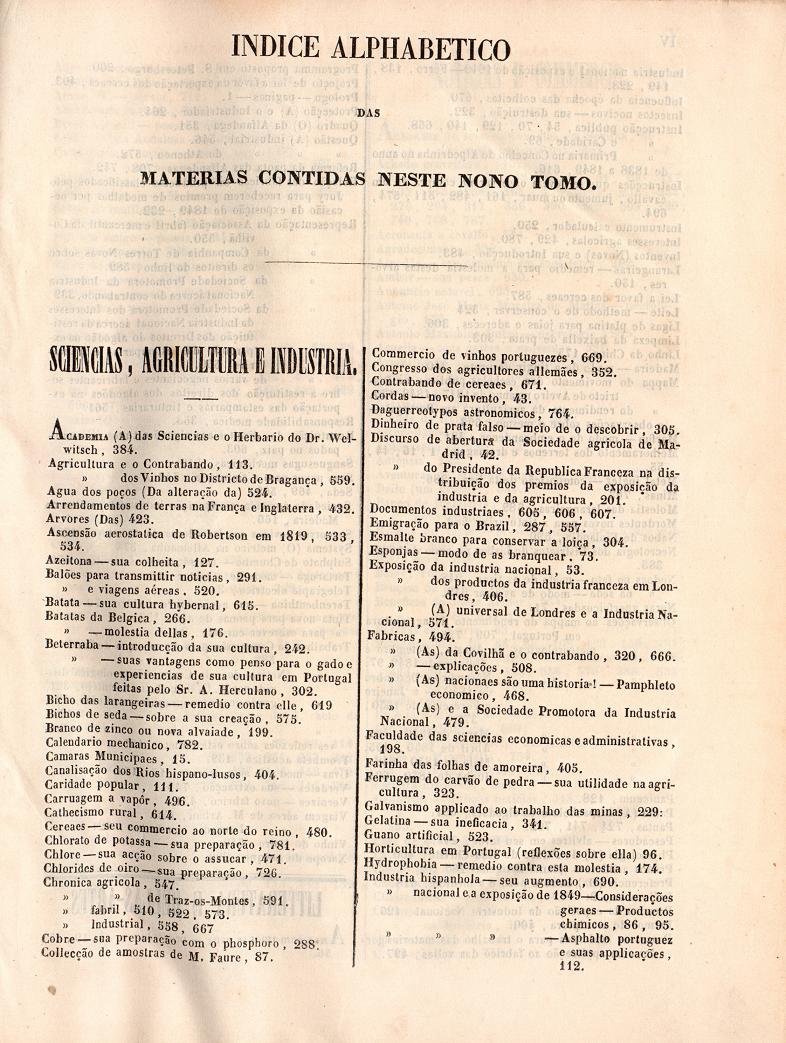 INDICE ALPHABETICO
DAS
MATERIAS CONTIDAS NESTE NONO TOMO.
SCIENCIAS, AGRICULTURA E INDUSTRIA.
ACADEMIA (A) das Sciencias e o Herbario do Dr. Wel-
witsch, 384.
Agricultura e o Contrabando, 113.
» dos Vinhos no Districto de Bragança, 559.
Agua dos poços (Da alteração da) 524.
Arrendamentos de terras na França e Inglaterra, 432.
Arvores (Das) 423.
Ascensão aerostatica de Robertson em 1819, 533,
534.
Azeitona — sua colheita, 127.
Balões para transmittir noticias, 291.
» e viagens aéreas, 520.
Batata — sua cultura hybernal, 615.
Batatas da Belgica, 266.
» — molestia dellas, 176.
Beterraba — introducção da sua cultura, 242.
» — suas vantagens como penso para o gado e
experiencias de sua cultura em Portugal
feitas pelo Sr. A. Herculano, 302.
Bicho das larangeiras — remedio contra elle, 619
Bichos de seda — sobre a sua creação, 575.
Branco de zinco ou nova alvaiade, 199.
Calendario mechanico, 782.
Camaras Municipaes, 15.
Canalisação dos Rios hispano-lusos, 404.
Caridade popular, 111.
Carruagem a vapôr, 496.
Cathecismo rural, 614.
Cereaes — seu commercio ao norte do reino, 480.
Chlorato de potassa — sua preparação, 781.
Chlore — sua acção sobre o assucar, 471.
Chlorides de oiro — sua preparação, 726.
Chronica agricola, 547.
» » de Traz-os-Montes, 591.
» fabril, 510, 522, 573.
» Industrial, 558, 667
Cobre — sua preparação com o phosphoro, 288.
Collecção de amostras de M. Faure, 87.
Commercio de vinhos portuguezes, 669.
Congresso dos agricultores allemães, 352.
Contrabando de cereaes, 671.
Cordas — novo invento, 43.
Daguerreotypos astronomicos, 764.
Dinheiro de prata falso — meio de o descobrir, 305.
Discurso de abertura da Sociedade agricola de Ma-
drid, 42.
» do Presidente da Republica Franceza na dis-
tribuição dos premios da exposição da
industria e da agricultura, 201.
Documentos industriaes, 605, 606, 607.
Emigração para o Brazil, 287, 557.
Esmalte branco para conservar a loiça, 304.
Esponjas — modo de as branquear, 73.
Exposição da industria nacional, 53.
» dos productos da industria franceza em Lon-
dres, 406.
» (A) universal de Londres e a Industria Na-
cional, 571.
Fabricas, 494.
» (As) da Covilhã e o contrabando, 320, 666.
» — explicações, 508.
» (As) nacionaes são uma historia! — Pamphleto
economico, 468.
» (As) e a Sociedade Promotora da Industria
Nacional, 479.
Faculdade das sciencias economicas e administrativas,
198.
Farinha das folhas de amoreira, 405.
Ferrugem do carvão de pedra — sua utilidade na agri-
cultura, 323.
Galvanismo applicado ao trabalho das minas, 229:
Gelatina — sua ineficacia, 341.
Guano artificial, 523.
Horticultura em Portugal (reflexões sobre ella) 96.
Hydrophobia — remedio contra esta molestia, 174.
Industria hispanhola — seu augmento, 690.
» nacional e a exposição de 1849 — Considerações
geraes — Productos
chimicos, 86, 95.
» » » — Asphalto portuguez
e suas applicações,
112.